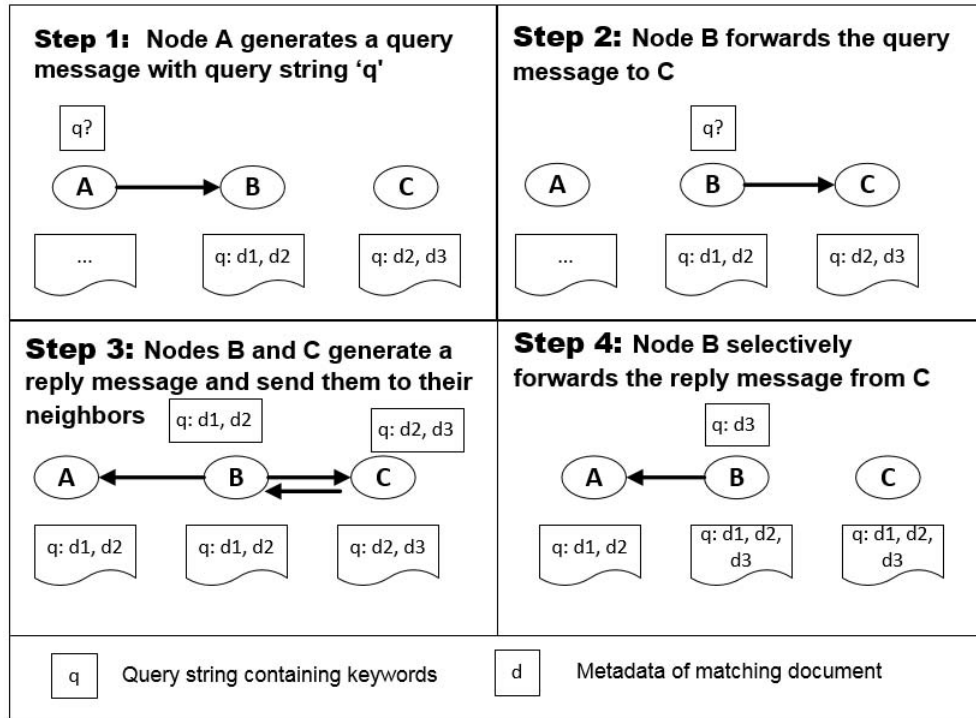 Step 1: Node A generates a query
message with query string ‘q'
q?
A
B
C
...
q: d1, d2
q: d2, d3
Step 2: Node B forwards the query
message to C
q?
A
B
C
...
q: d1, d2
q: d2, d3
Step 3: Nodes B and C generate a
reply message and send them to their
neighbors
q: d1, d2
q: d2, d3
A
B
C
q: d1, d2
q: d1, d2
q: d2, d3
Step 4: Node B selectively
forwards the reply message from C
q: d3
A
B
C
q: d1, d2
q: d1, d2,
d3
q: d1, d2,
d3
q
Query string containing keywords
d
Metadata of matching document